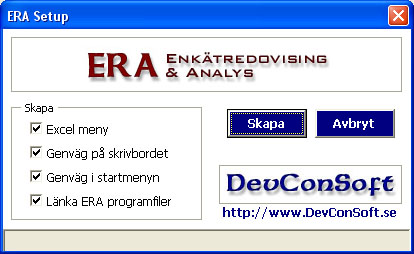 ERA Setup
ERA ENKÄTREDOVISING
& ANALYS
Skapa
Excel meny
Genväg på skrivbordet
Genväg i startmenyn
Länka ERA programfiler
Skapa
Avbryt
DevConSoft
http://www.DevConSoft.se